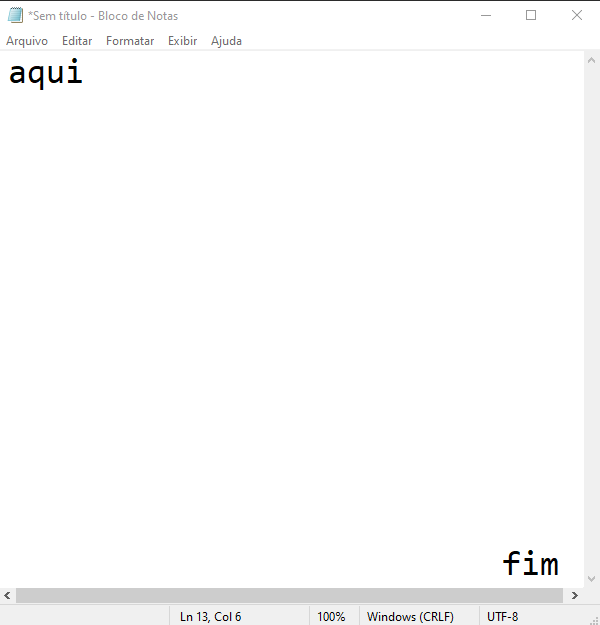 *Sem título - Bloco de Notas
Arquivo Editar Formatar Exibir Ajuda
aqui
fim
Ln 13, Col 6 100% Windows (CRLF) UTF-8